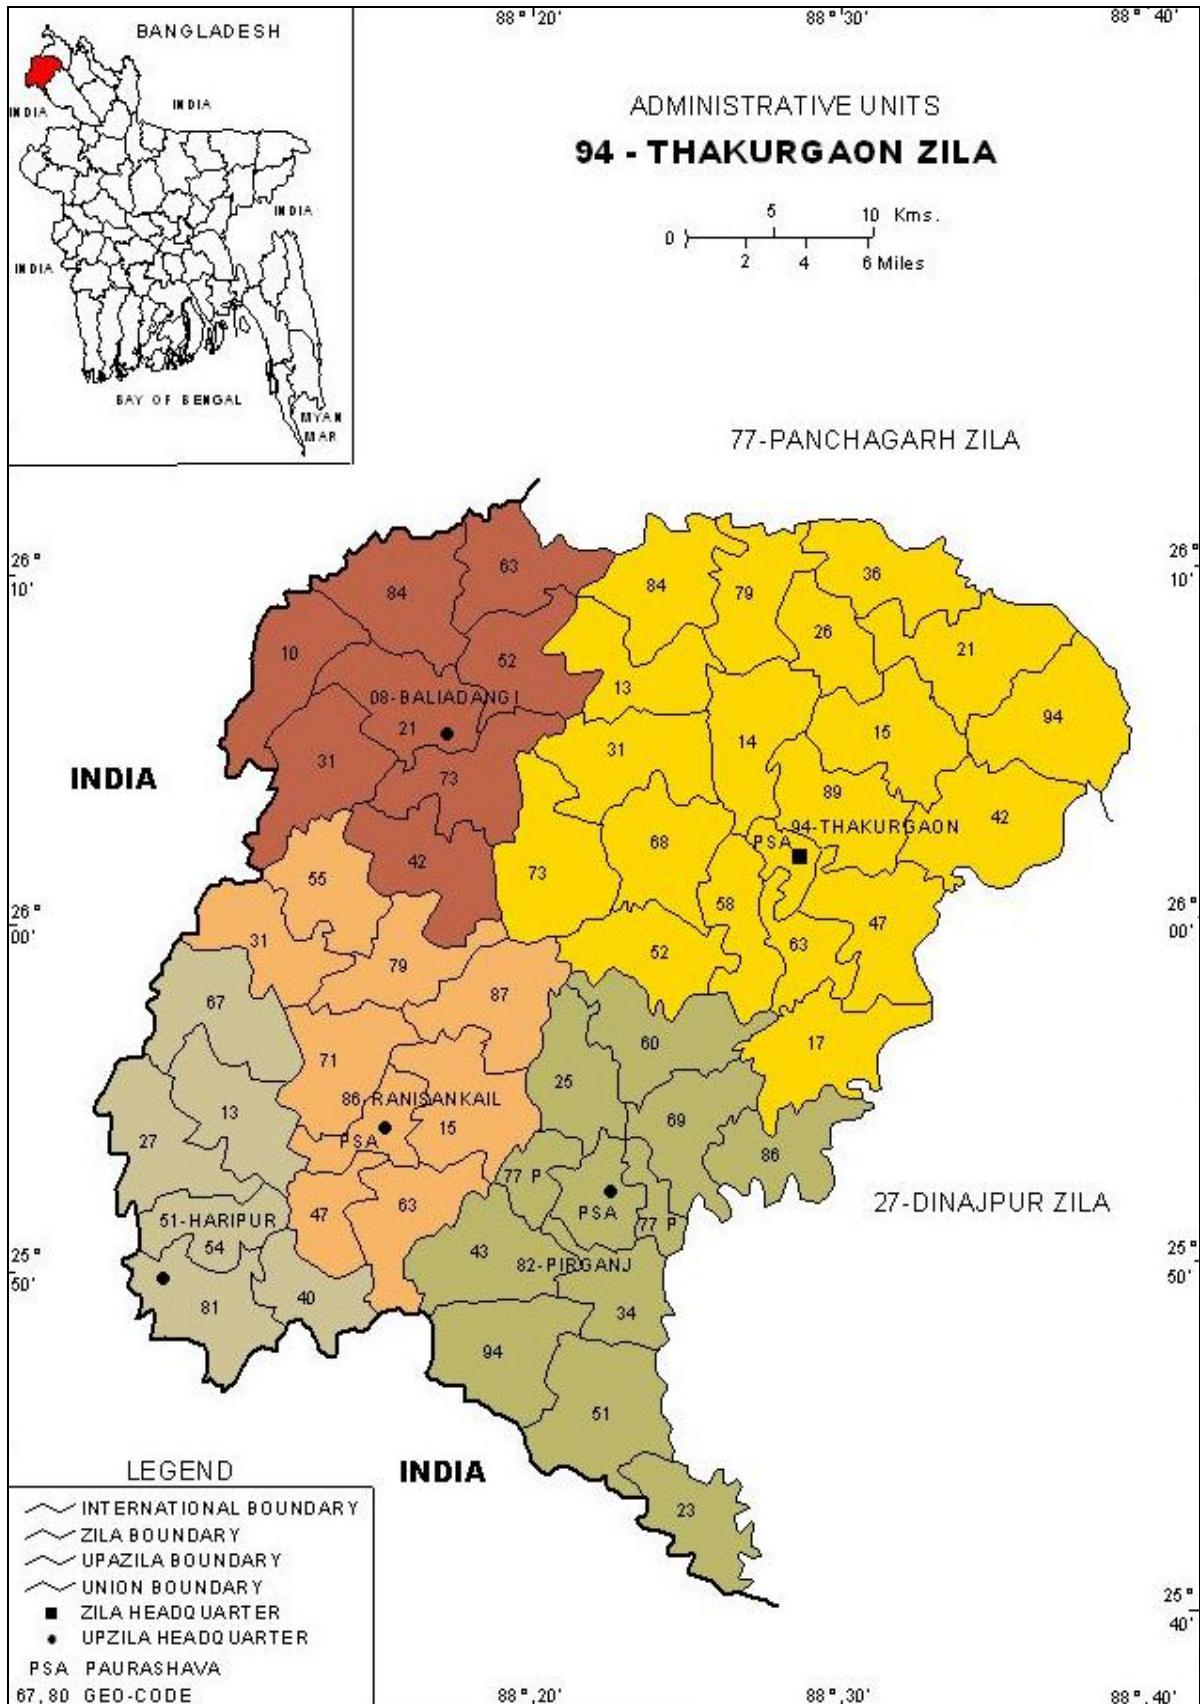 88° 20' 88° 30' 88° 40'
BANGLADESH
INDIA
INDIA
INDIA
INDIA
BAY OF BENGAL
MYAN
MAR
ADMINISTRATIVE UNITS
94 - THAKURGAON ZILA
5 10 Kms.
0
2 4 6 Miles
77-PANCHAGARH ZILA
26° 10'
26° 10'
63
84
10
52
08-BALIADANGI
21
31
73
42
84
79
36
26
21
13
94
31
14
15
89
42
94-THAKURGAON
PSA
68
73
58
47
52
63
17
INDIA
26° 00'
26° 00'
55
31
79
87
71
86-RANISANKAIL
15
PSA
47
63
67
13
27
51-HARIPUR
54
81
40
60
25
69
86
77 P
PSA
77 P
43
82-PIRGANJ
34
94
51
23
27-DINAJPUR ZILA
25° 50'
25° 50'
INDIA
LEGEND
INTERNATIONAL BOUNDARY
ZILA BOUNDARY
UPAZILA BOUNDARY
UNION BOUNDARY
ZILA HEADQUARTER
UPZILA HEADQUARTER
PSA PAURASHAVA
67, 80 GEO-CODE
25° 40'
88°, 20' 88°, 30' 88°, 40'